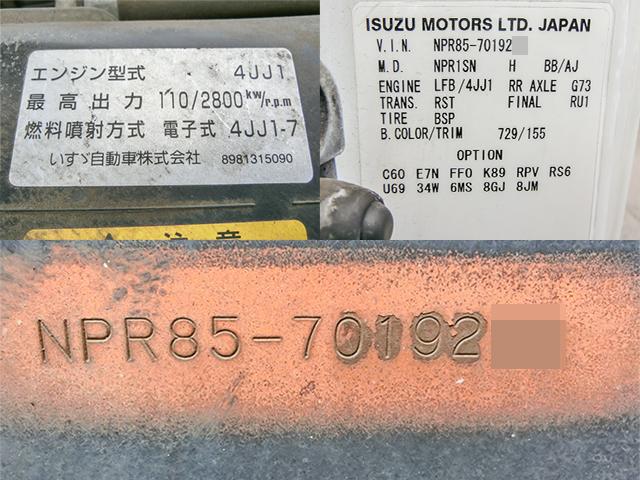 エンジン型式 4JJ1
最高出力 110/2800kW/r.p.m
燃料噴射方式 電子式 4JJ1-7
いすゞ自動車株式会社 8981315090
注意
ISUZU MOTORS LTD. JAPAN
V.I.N. NPR85-70192
M.D. NPR1SN H BB/AJ
ENGINE LFB/4JJ1 RR AXLE G73
TRANS. RST FINAL RU1
TIRE BSP
B.COLOR/TRIM 729/155
OPTION
C60 E7N FF0 K89 RPV RS6
U69 34W 6MS 8GJ 8JM
NPR85-70192